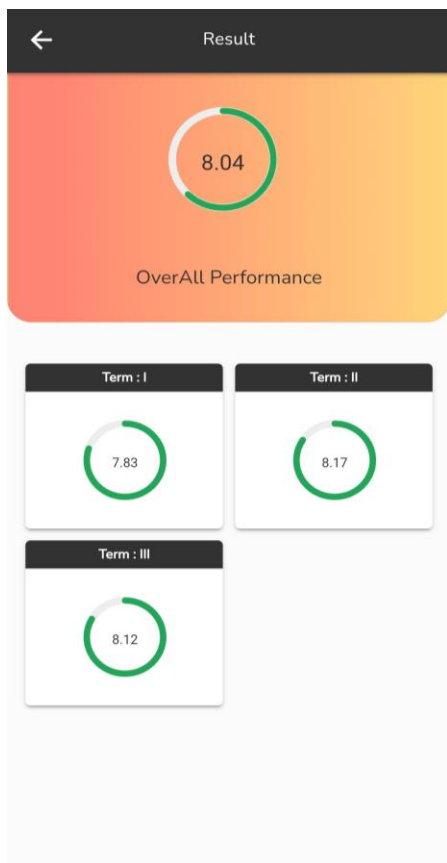 Result
8.04
OverAll Performance
Term : I
Term : II
7.83
8.17
Term : III
8.12